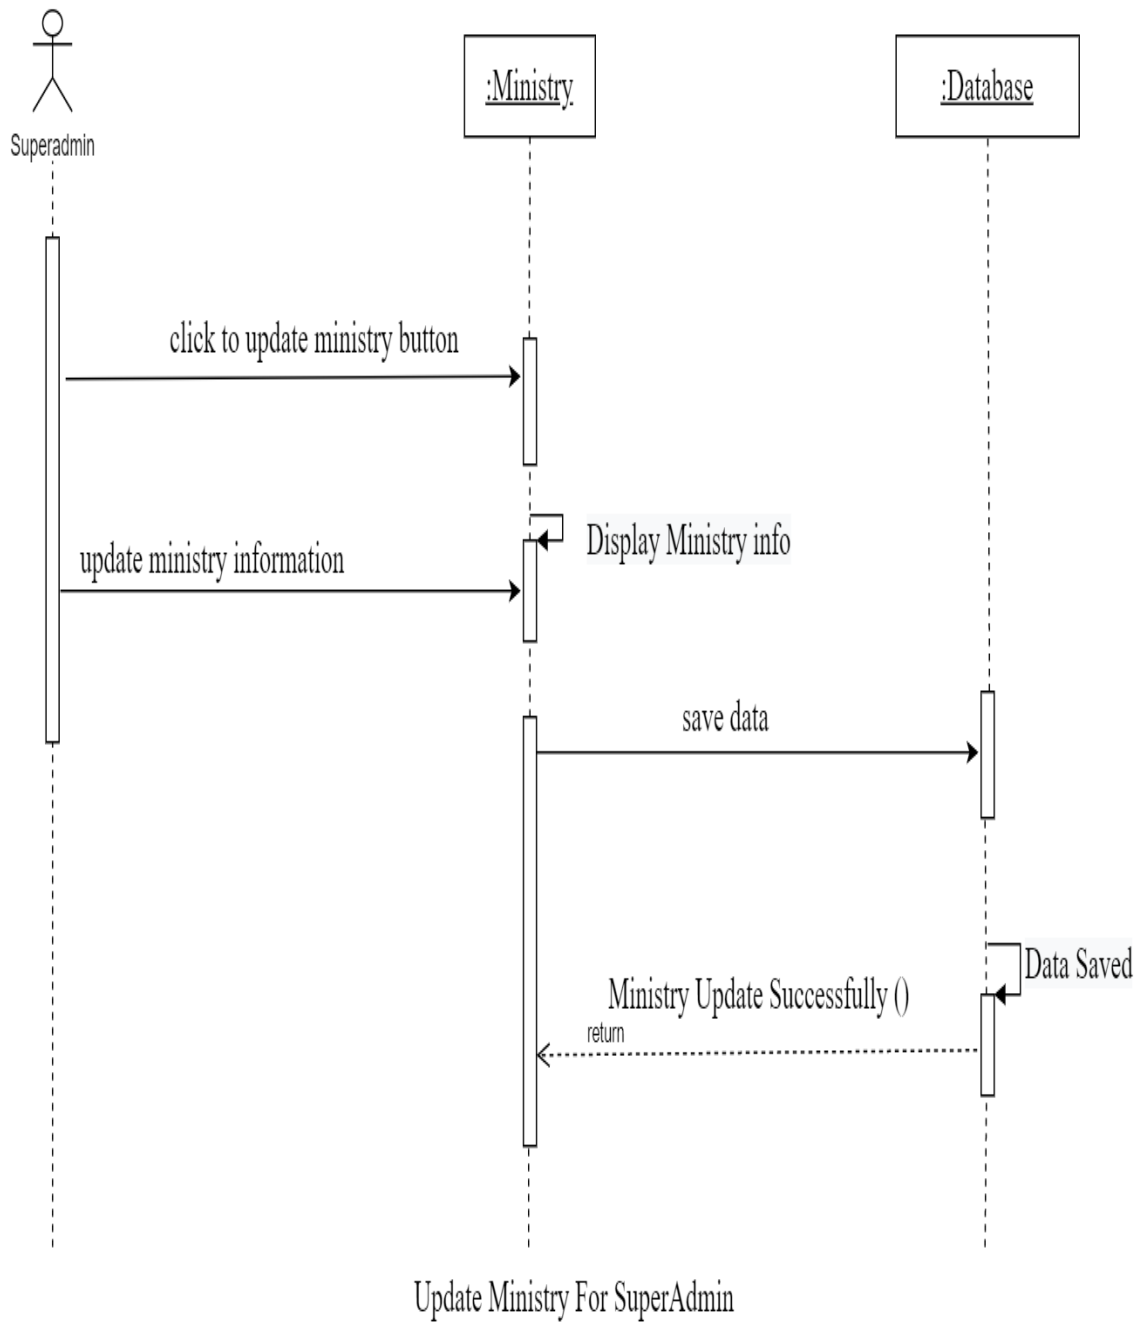 Superadmin
:Ministry
:Database
click to update ministry button
Display Ministry info
update ministry information
save data
Data Saved
Ministry Update Successfully ()
return
Update Ministry For SuperAdmin